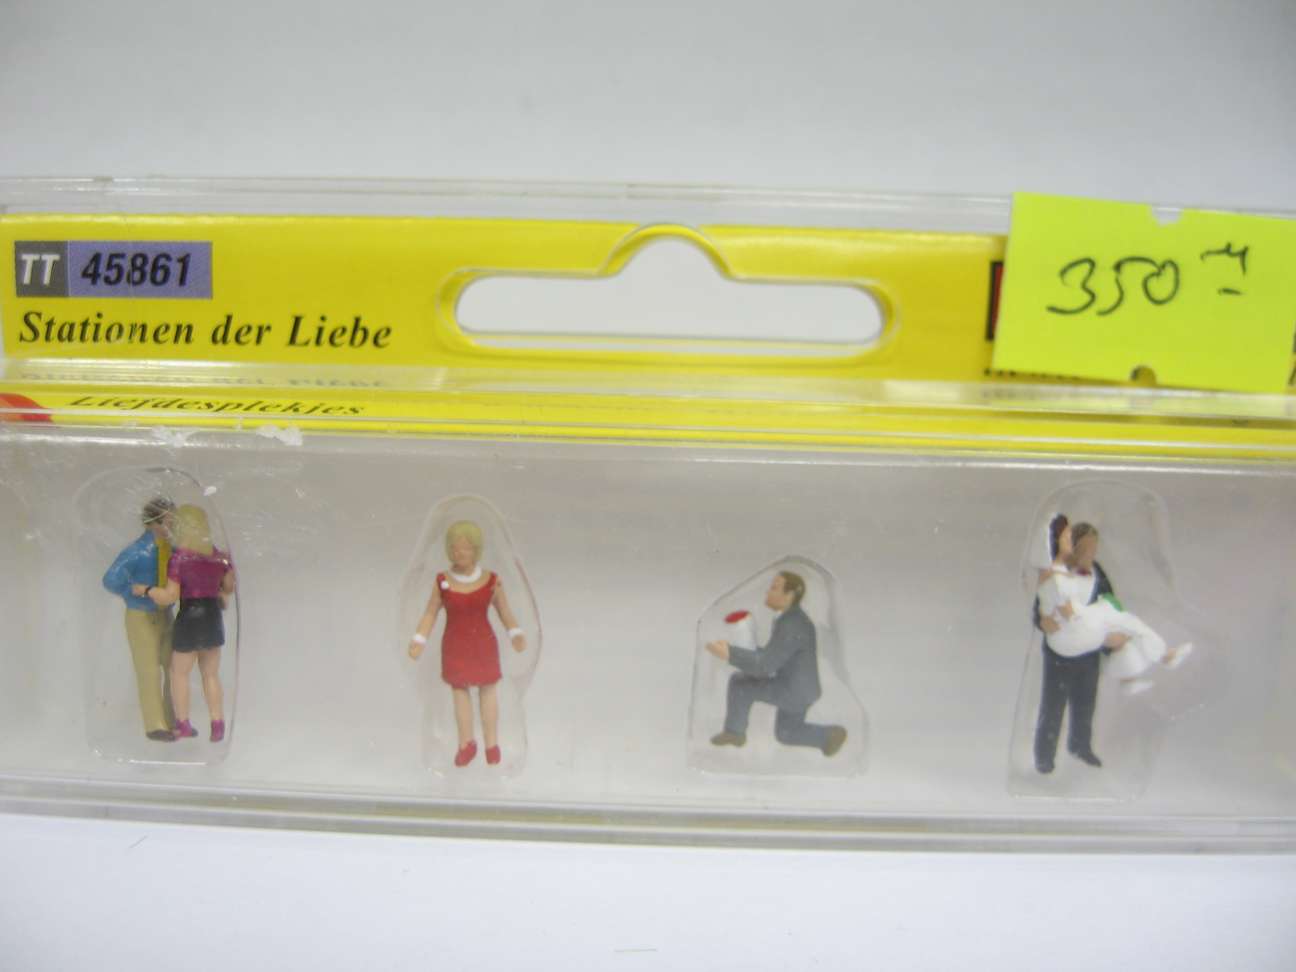 TT 45861
Stationen der Liebe
350
Liefdesplekjes